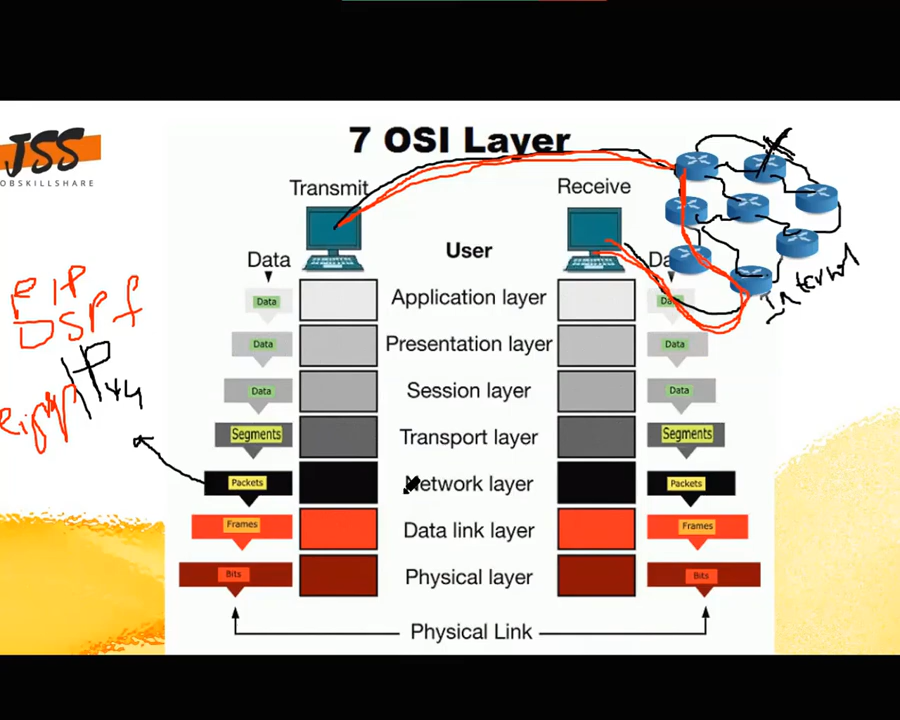 JSS
OBSKILLSHARE
7 OSI Layer
Transmit
Receive
User
Data
Da
Data
Application layer
Data
Data
Presentation layer
Data
Data
Session layer
Data
Segments
Transport layer
Segments
Packets
Network layer
Packets
Frames
Data link layer
Frames
Bits
Physical layer
Bits
Physical Link
OSPf
IPv4